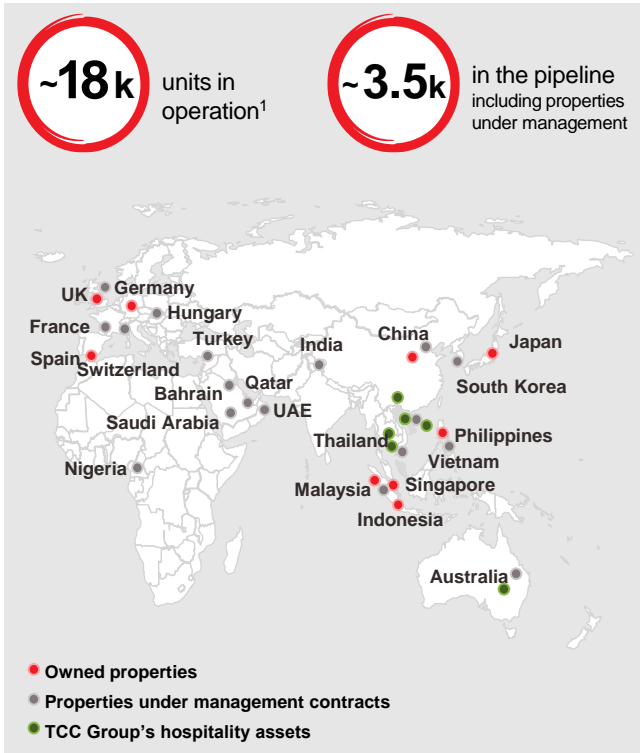 ~18k
units in
operation¹
~3.5k
in the pipeline
including properties
under management
UK
Germany
Hungary
France
Spain
Switzerland
Turkey
India
China
Japan
South Korea
Bahrain
Qatar
Saudi Arabia
UAE
Nigeria
Thailand
Philippines
Vietnam
Malaysia
Singapore
Indonesia
Australia
Owned properties
Properties under management contracts
TCC Group's hospitality assets